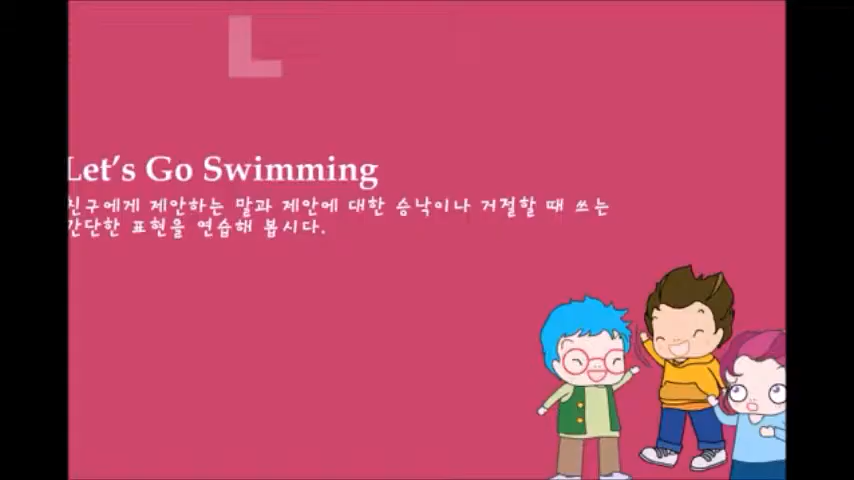 L
Let's Go Swimming
친구에게 제안하는 말과 제안에 대한 승낙이나 거절할 때 쓰는
간단한 표현을 연습해 봅시다.